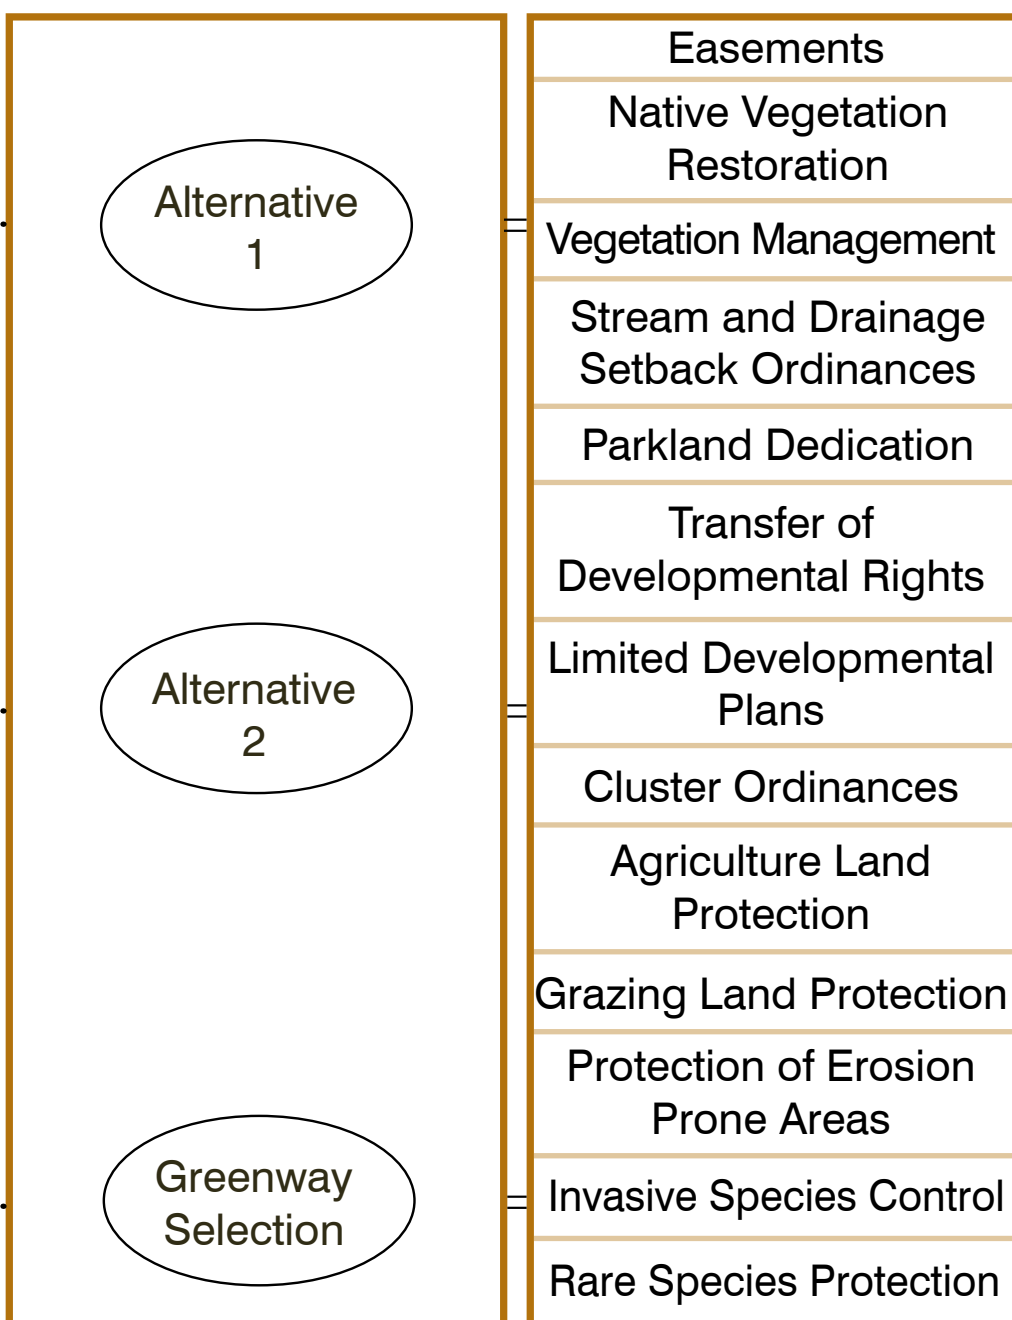 Alternative
1
Alternative
2
Greenway
Selection
Easements
Native Vegetation
Restoration
Vegetation Management
Stream and Drainage
Setback Ordinances
Parkland Dedication
Transfer of
Developmental Rights
Limited Developmental
Plans
Cluster Ordinances
Agriculture Land
Protection
Grazing Land Protection
Protection of Erosion
Prone Areas
Invasive Species Control
Rare Species Protection